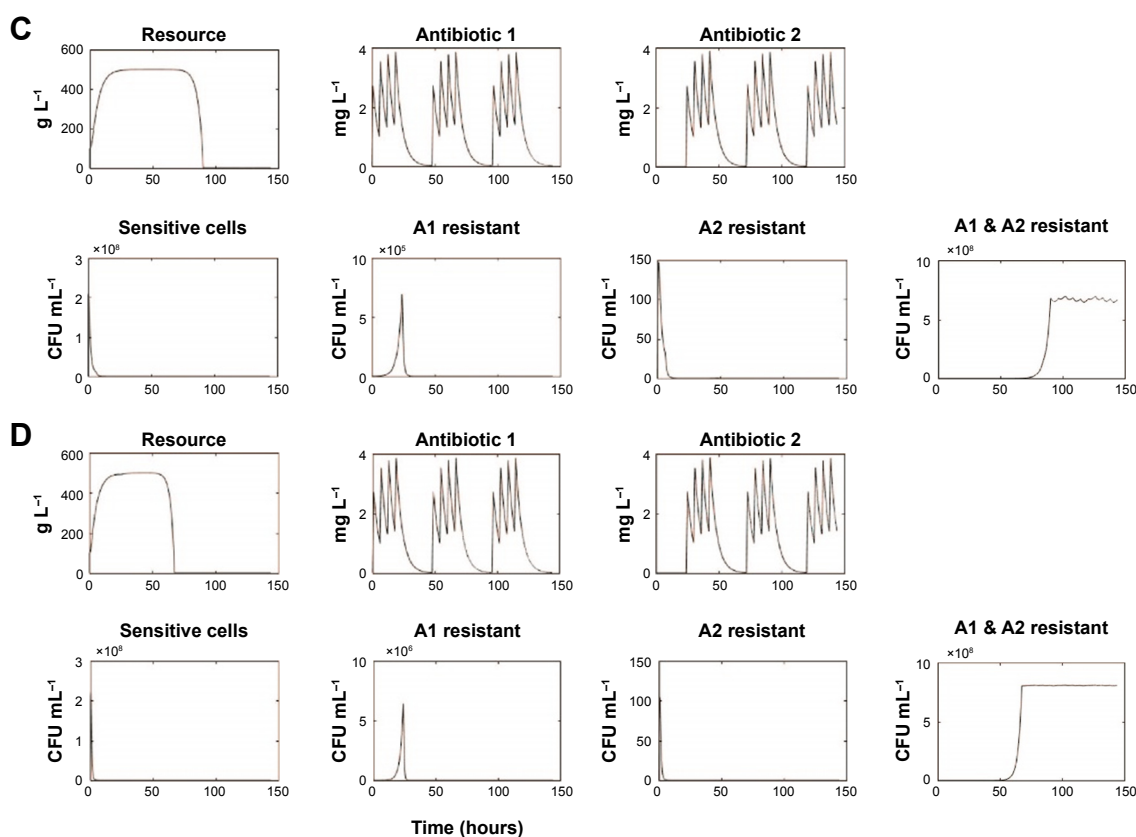 C
Resource
Antibiotic 1
Antibiotic 2
g L⁻¹
600
400
200
0
0 50 100 150
mg L⁻¹
4
2
0
0 50 100 150
mg L⁻¹
4
2
0
0 50 100 150
Sensitive cells
A1 resistant
A2 resistant
A1 & A2 resistant
CFU mL⁻¹
×10⁸
3
2
1
0
0 50 100 150
CFU mL⁻¹
×10⁵
10
5
0
0 50 100 150
CFU mL⁻¹
150
100
50
0
0 50 100 150
CFU mL⁻¹
×10⁸
10
5
0
0 50 100 150
D
Resource
Antibiotic 1
Antibiotic 2
g L⁻¹
600
400
200
0
0 50 100 150
mg L⁻¹
4
2
0
0 50 100 150
mg L⁻¹
4
2
0
0 50 100 150
Sensitive cells
A1 resistant
A2 resistant
A1 & A2 resistant
CFU mL⁻¹
×10⁸
3
2
1
0
0 50 100 150
CFU mL⁻¹
×10⁶
10
5
0
0 50 100 150
CFU mL⁻¹
150
100
50
0
0 50 100 150
CFU mL⁻¹
×10⁸
10
5
0
0 50 100 150
Time (hours)